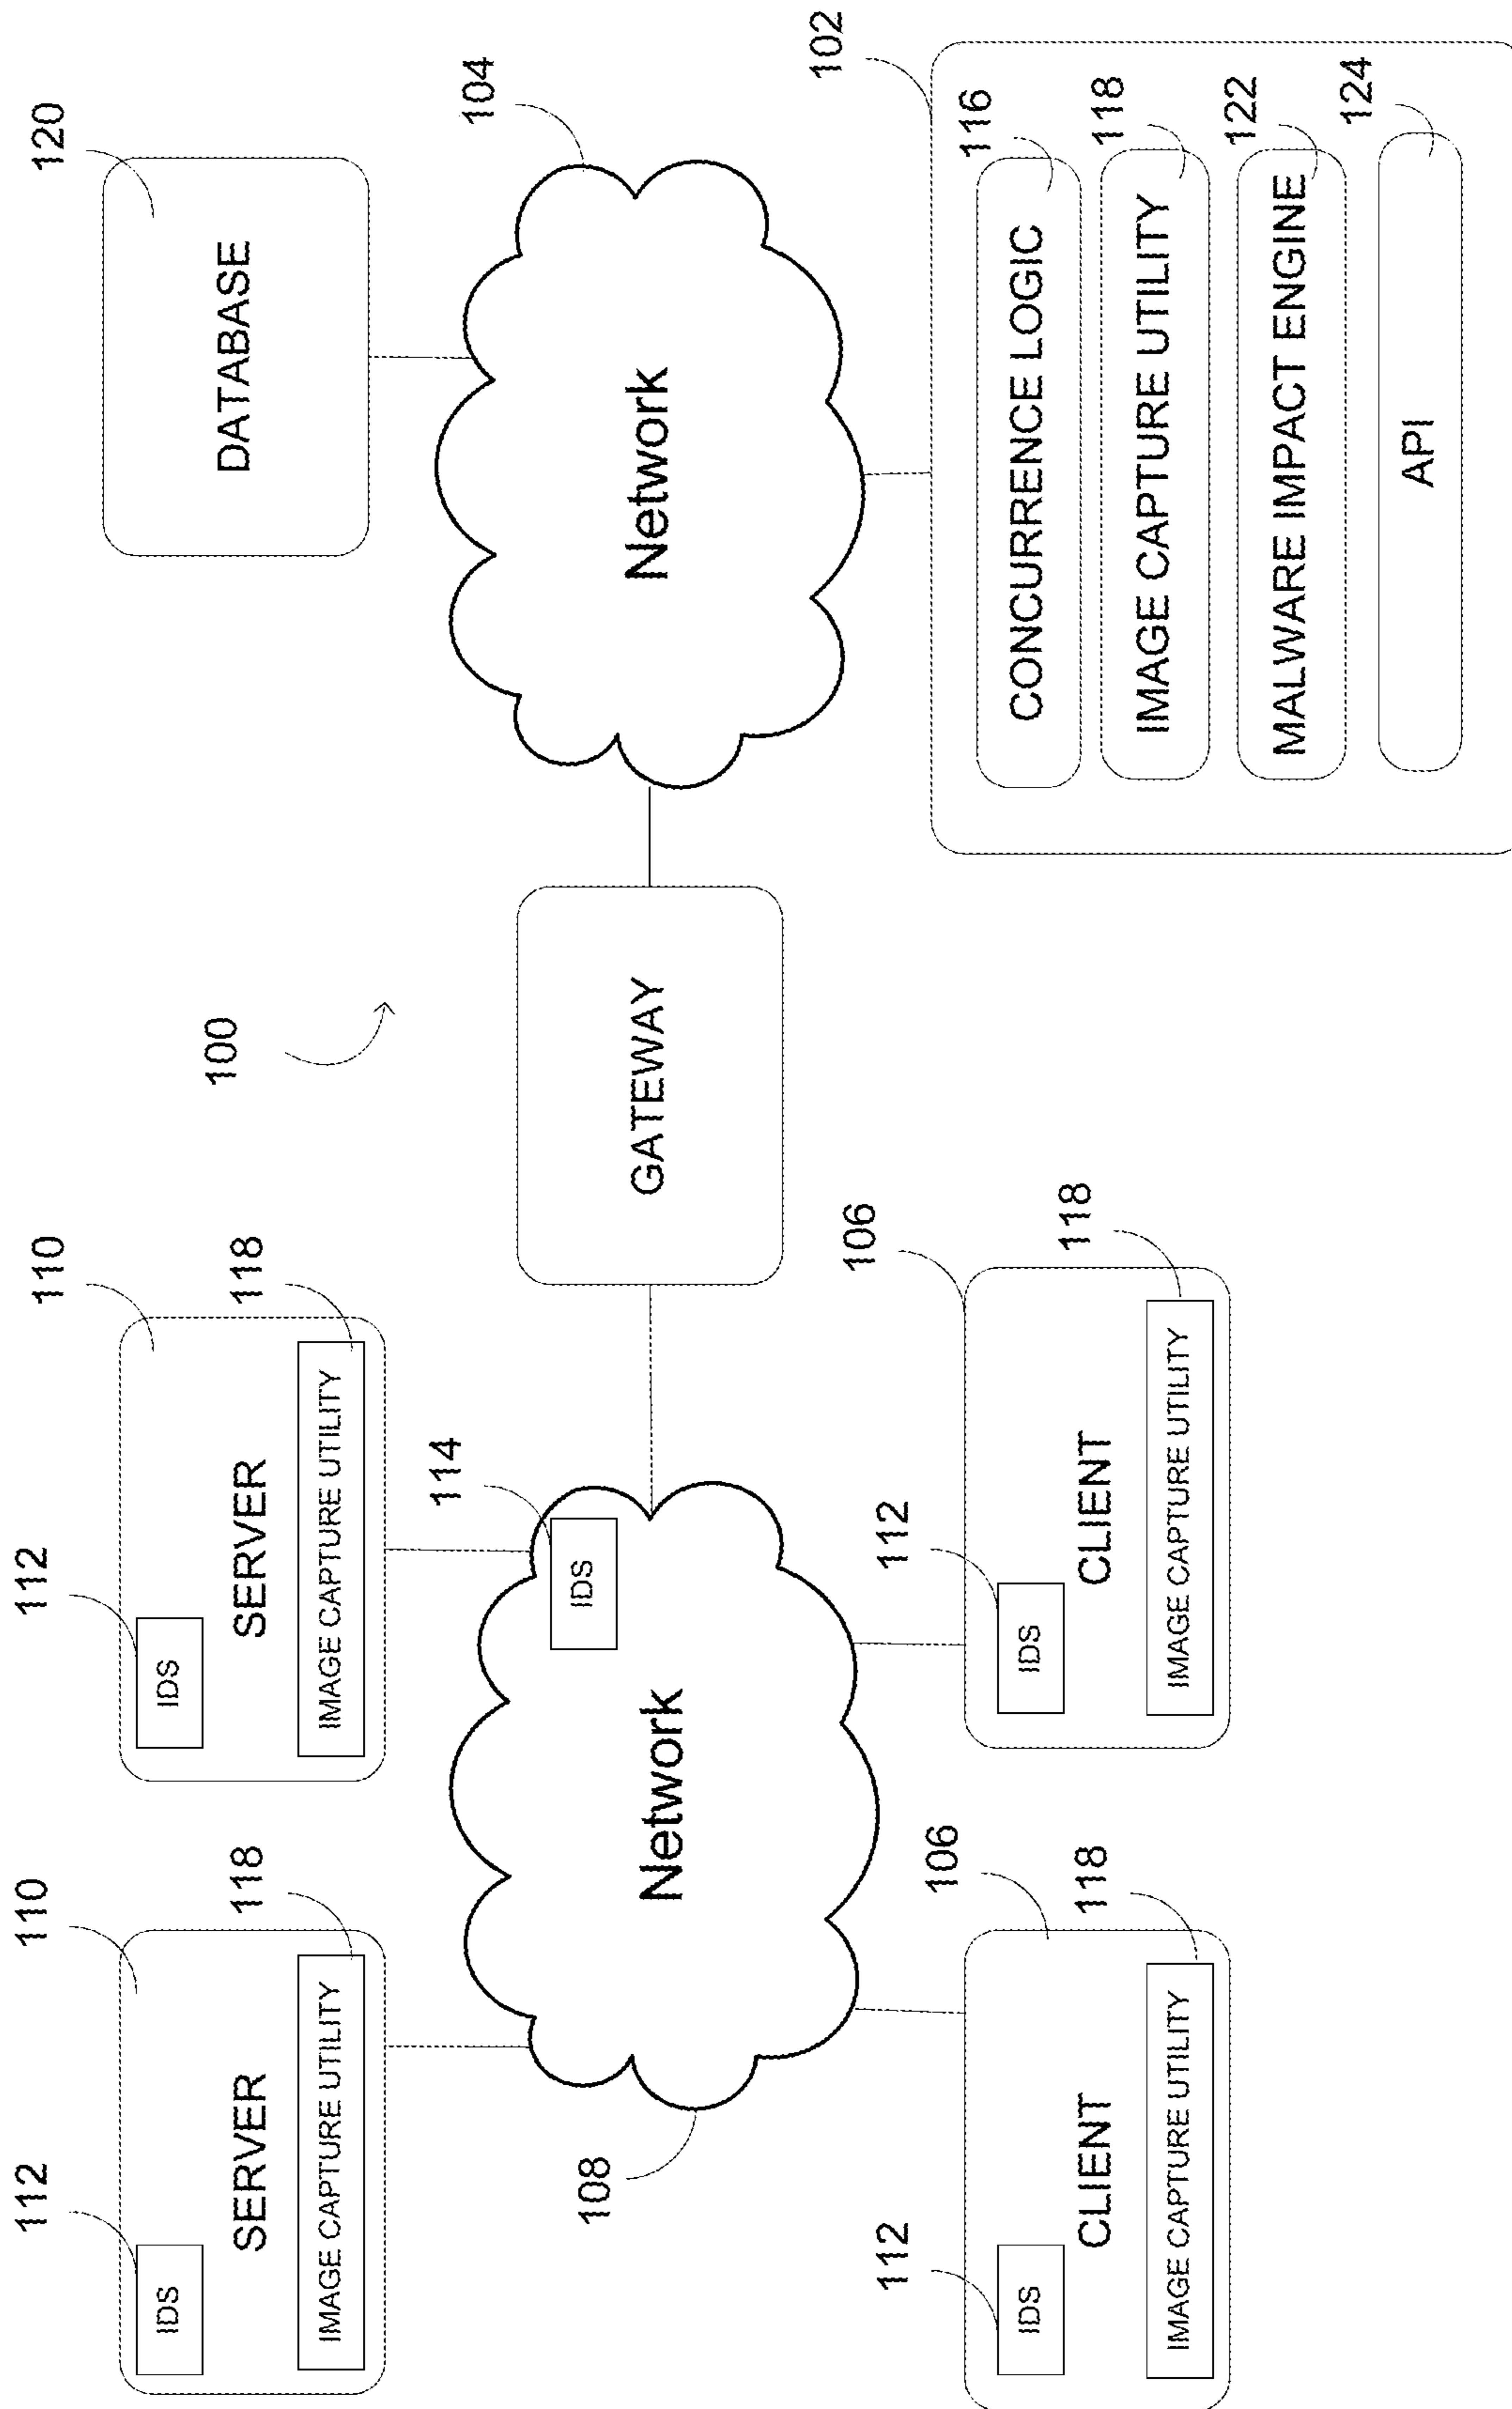 112
110
112
110
120
IDS
IDS
100
118
118
SERVER
SERVER
DATABASE
IMAGE CAPTURE UTILITY
IMAGE CAPTURE UTILITY
114
104
IDS
108
Network
GATEWAY
Network
102
112
106
112
106
IDS
IDS
116
CONCURRENCE LOGIC
118
118
CLIENT
CLIENT
118
IMAGE CAPTURE UTILITY
IMAGE CAPTURE UTILITY
IMAGE CAPTURE UTILITY
122
MALWARE IMPACT ENGINE
124
API